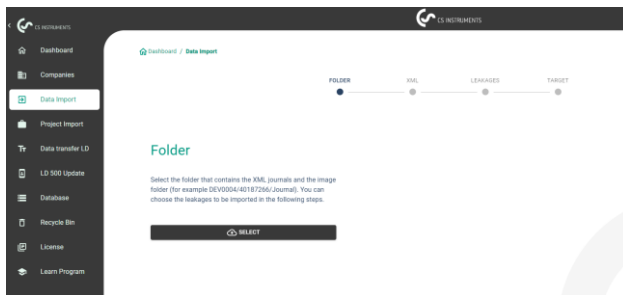 CS INSTRUMENTS
CS INSTRUMENTS
Dashboard
Companies
Data Import
Project Import
Data transfer LD
LD 500 Update
Database
Recycle Bin
License
Learn Program
Dashboard / Data Import
FOLDER XML LEAKAGES TARGET
Folder
Select the folder that contains the XML journals and the image
folder (for example DEV0004/40187266/Journal). You can
choose the leakages to be imported in the following steps.
SELECT